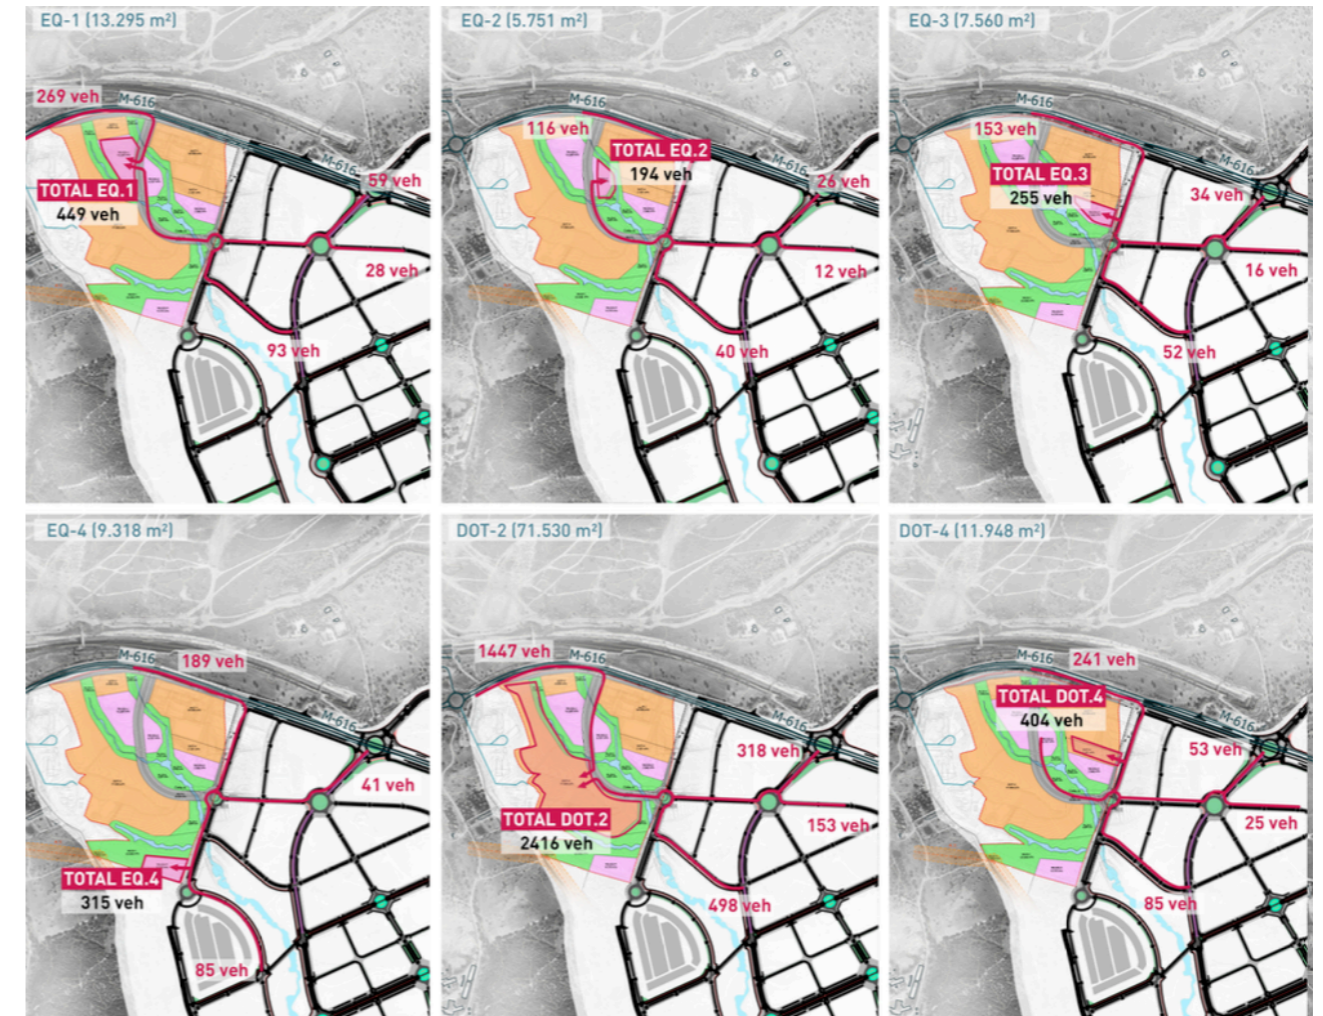 EQ-1 (13.295 m²)
269 veh
M-616
M-616
59 veh
TOTAL EQ.1
449 veh
28 veh
93 veh
EQ-2 (5.751 m²)
M-616
116 veh
TOTAL EQ.2
194 veh
M-616
26 veh
12 veh
40 veh
EQ-3 (7.560 m²)
M-616
153 veh
M-616
TOTAL EQ.3
255 veh
34 veh
16 veh
52 veh
EQ-4 (9.318 m²)
M-616
189 veh
M-616
41 veh
TOTAL EQ.4
315 veh
85 veh
DOT-2 (71.530 m²)
1447 veh
M-616
M-616
318 veh
TOTAL DOT.2
2416 veh
153 veh
498 veh
DOT-4 (11.948 m²)
M-616
241 veh
TOTAL DOT.4
404 veh
M-616
53 veh
25 veh
85 veh